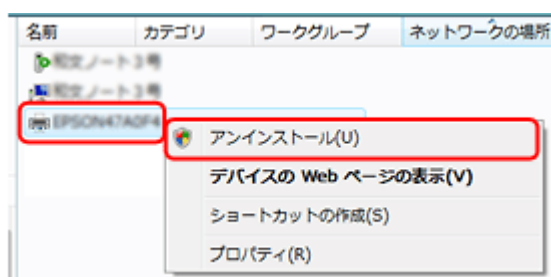 名前 カテゴリ ワークグループ ネットワークの場所
EPSON47A0F4
アンインストール(U)
デバイスの Web ページの表示(V)
ショートカットの作成(S)
プロパティ(R)